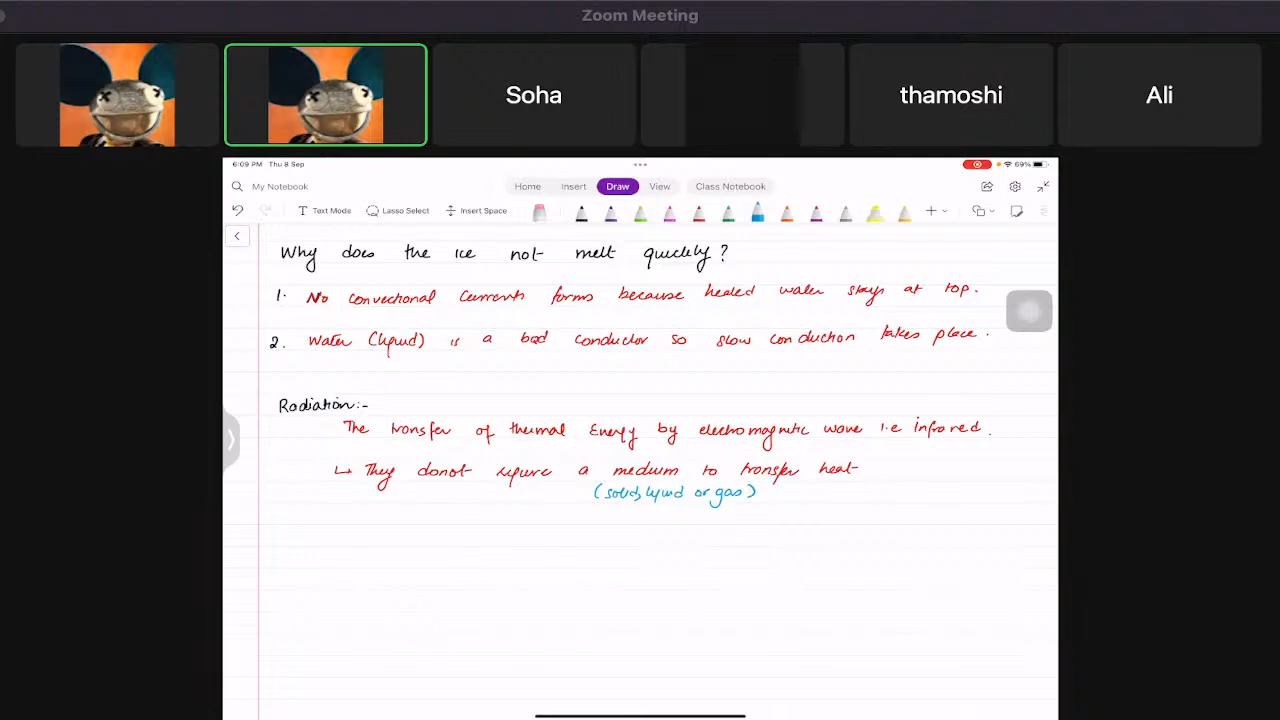 Zoom Meeting
Soha
thamoshi
Ali
6:09 PM Thu 8 Sep
69%
My Notebook
Home Insert Draw View Class Notebook
Text Mode Lasso Select Insert Space
Why does the ice not melt quickly?
1. No convectional currents forms because heated water stays at top.
2. Water (liquid) is a bad conductor so slow conduction takes place.
Radiation:-
The transfer of thermal Energy by electromagnetic wave i.e infrared.
↳ They donot require a medium to transfer heat
(solid, liquid or gas)